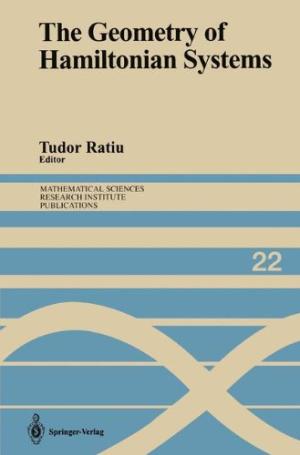 The Geometry of
Hamiltonian Systems
Tudor Ratiu
Editor
MATHEMATICAL SCIENCES
RESEARCH INSTITUTE
PUBLICATIONS
22
Springer-Verlag